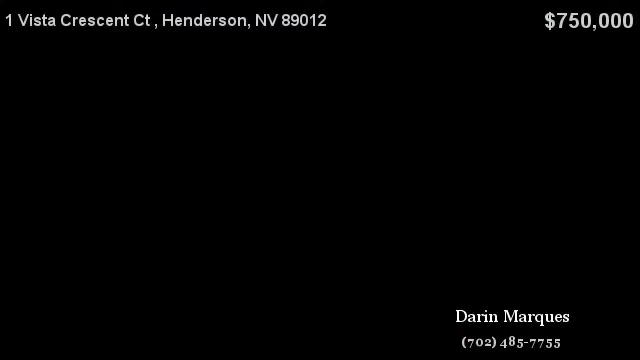 1 Vista Crescent Ct , Henderson, NV 89012
$750,000
Darin Marques
(702) 485-7755